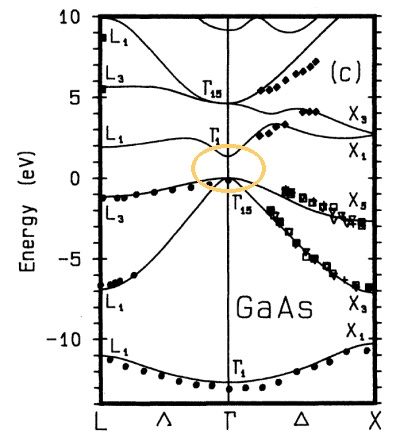 10
L₁
(c)
L₃
Γ₁₅
5
X₃
L₁
Γ₁
X₁
0
Energy (eV)
L₃
Γ₁₅
X₅
-5
L₁
GaAs
X₃
X₁
-10
L₁
Γ₁
L Λ Γ Δ X